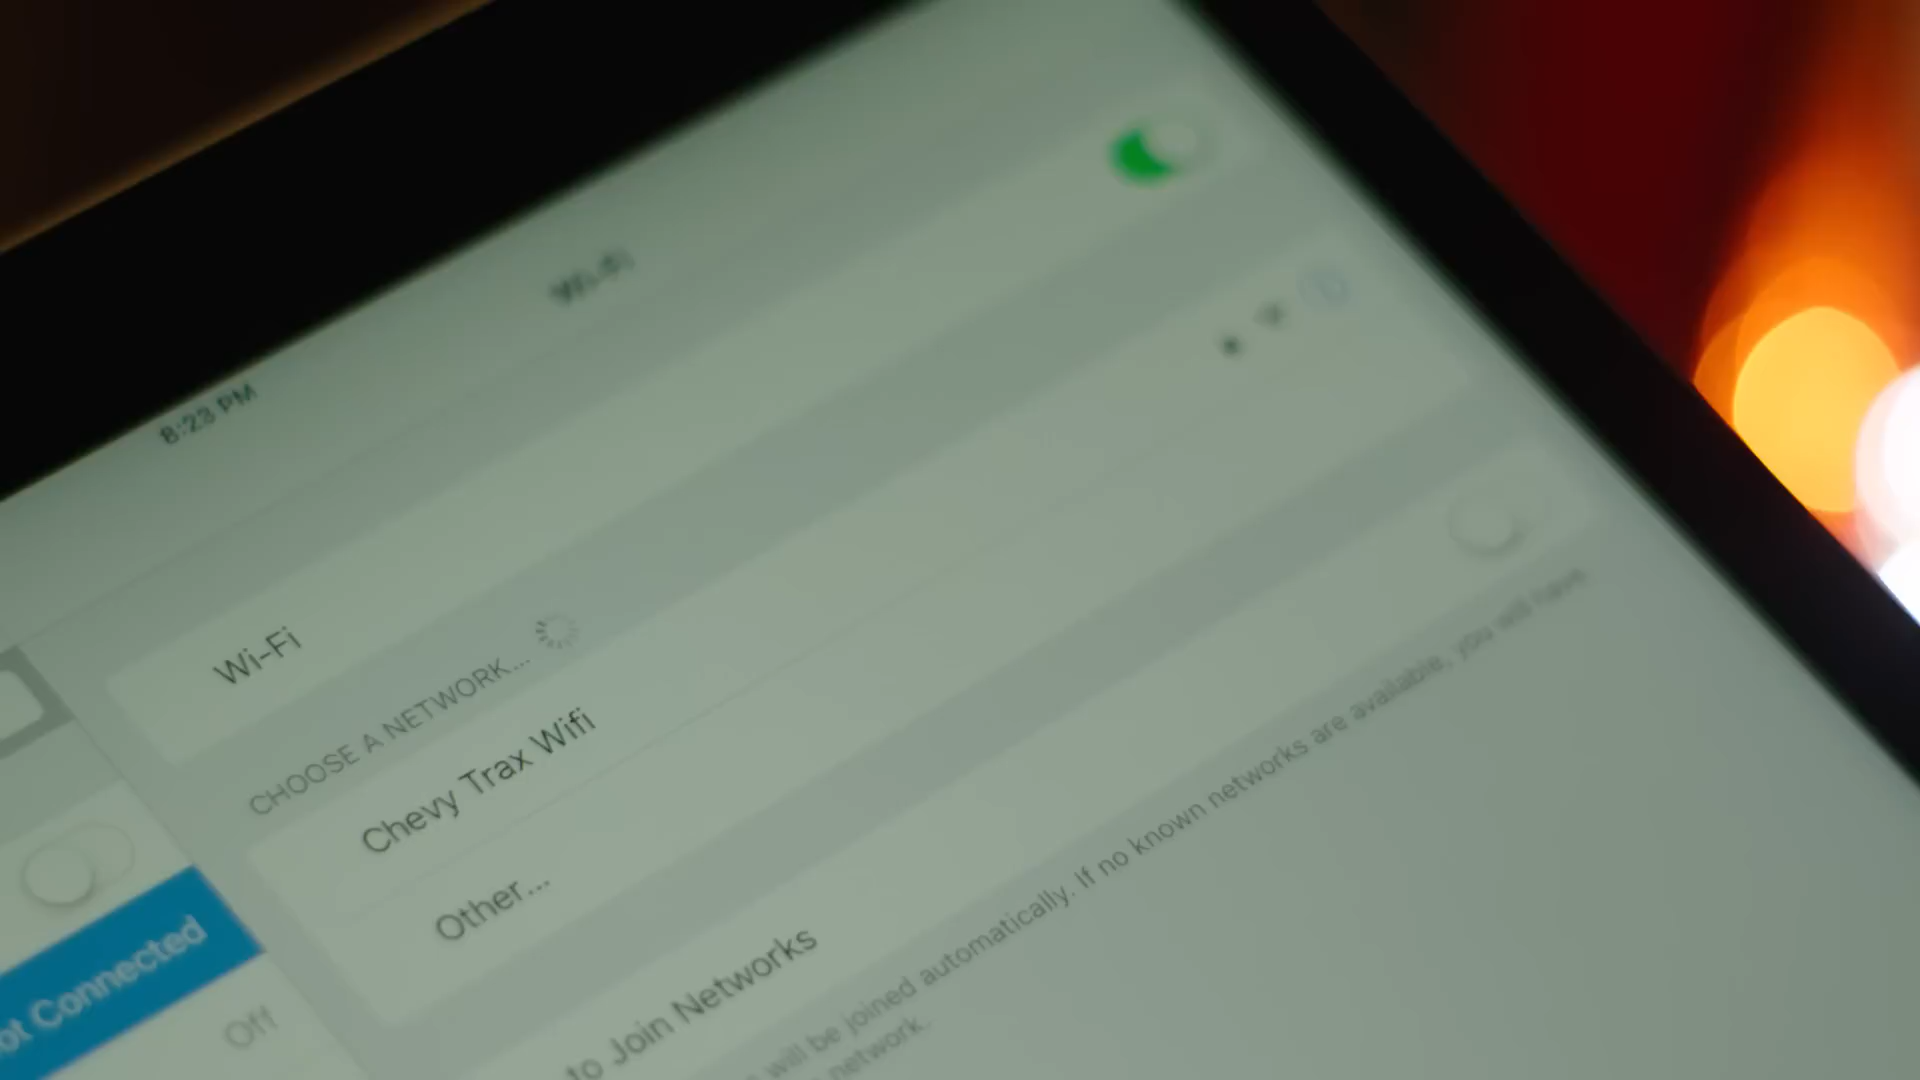 8:23 PM
Wi-Fi
Wi-Fi
CHOOSE A NETWORK...
Chevy Trax Wifi
Other...
to Join Networks
will be joined automatically. If no known networks are available, you will have
network.
ot Connected
Off